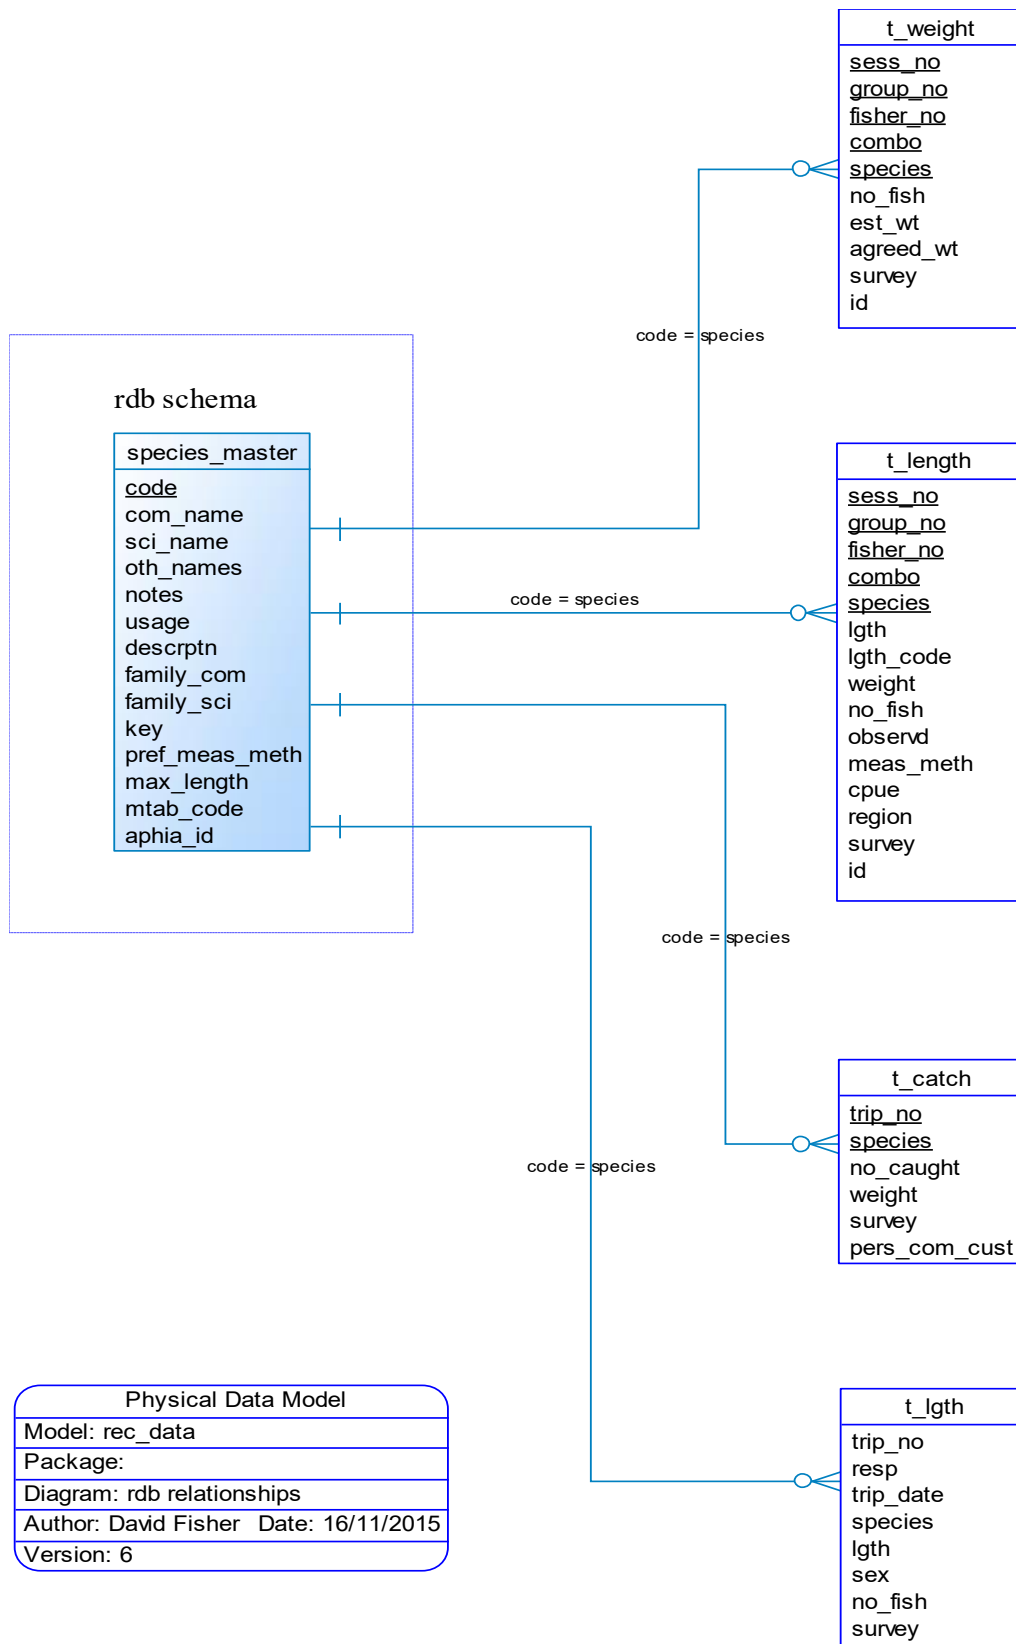 t_weight
sess_no
group_no
fisher_no
combo
species
no_fish
est_wt
agreed_wt
survey
id
code = species
rdb schema
species_master
code
com_name
sci_name
oth_names
notes
usage
descrptn
family_com
family_sci
key
pref_meas_meth
max_length
mtab_code
aphia_id
code = species
t_length
sess_no
group_no
fisher_no
combo
species
lgth
lgth_code
weight
no_fish
observd
meas_meth
cpue
region
survey
id
code = species
t_catch
trip_no
species
no_caught
weight
survey
pers_com_cust
code = species
t_lgth
trip_no
resp
trip_date
species
lgth
sex
no_fish
survey
Physical Data Model
Model: rec_data
Package:
Diagram: rdb relationships
Author: David Fisher Date: 16/11/2015
Version: 6